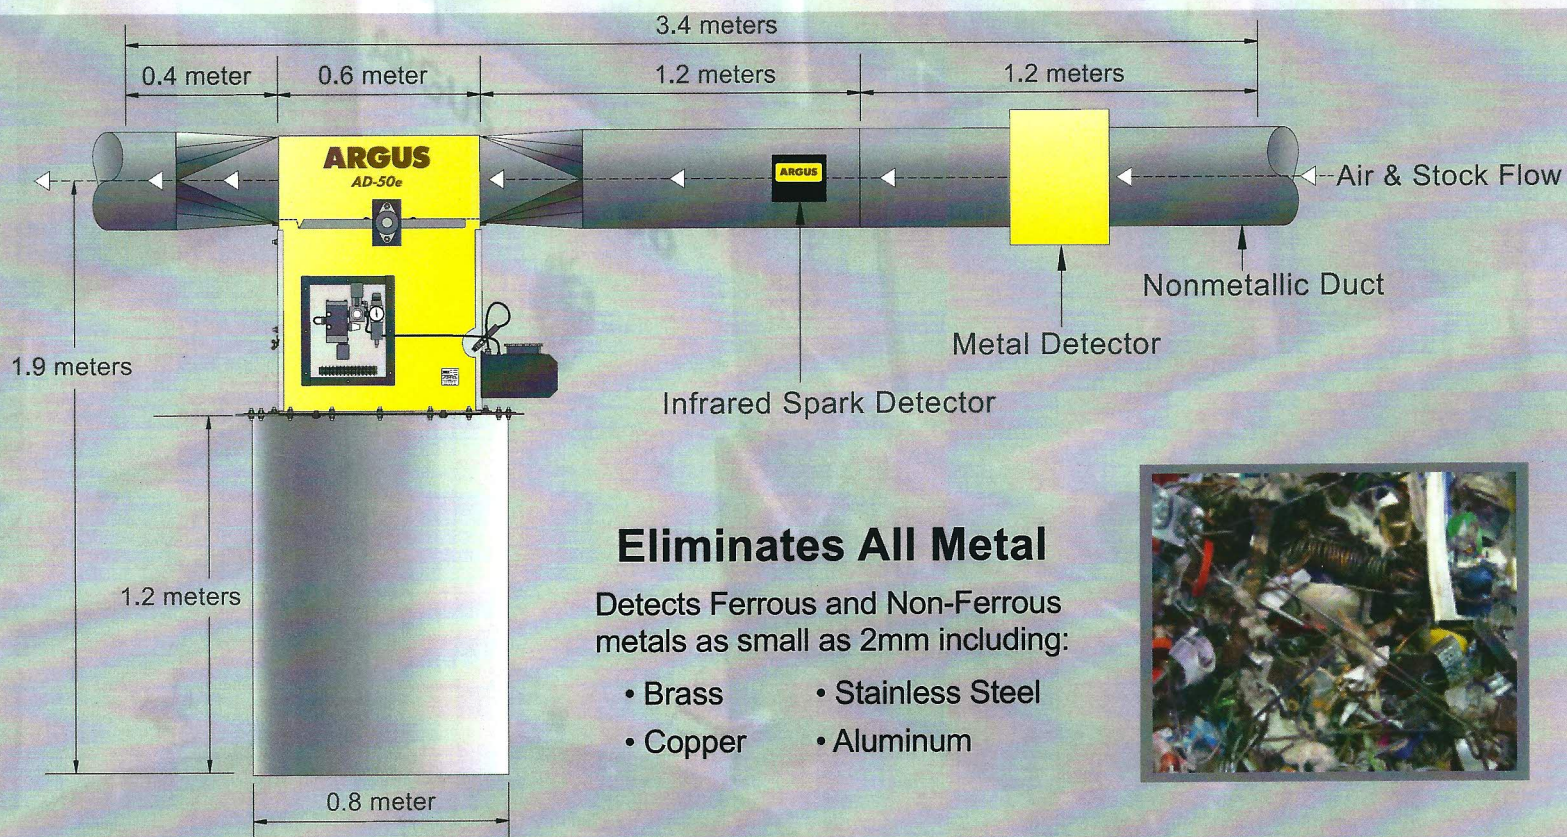 3.4 meters
0.4 meter
0.6 meter
1.2 meters
1.2 meters
ARGUS
AD-50e
ARGUS
Air & Stock Flow
Nonmetallic Duct
Metal Detector
Infrared Spark Detector
1.9 meters
1.2 meters
0.8 meter
Eliminates All Metal
Detects Ferrous and Non-Ferrous
metals as small as 2mm including:
• Brass
• Stainless Steel
• Copper
• Aluminum